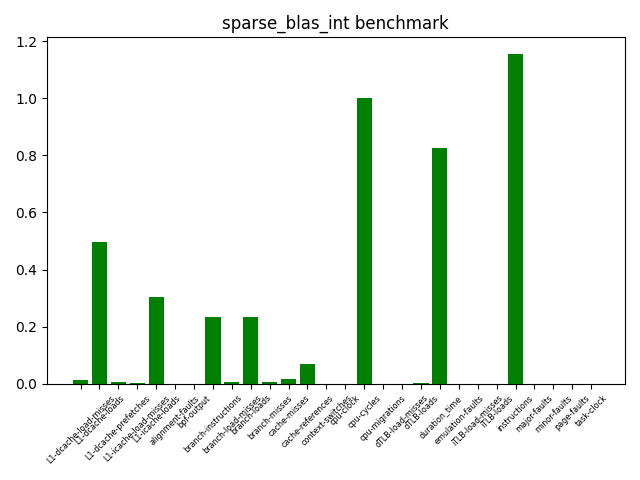 sparse_blas_int benchmark
1.2
1.0
0.8
0.6
0.4
0.2
0.0
L1-dcache-load-misses
L1-dcache-loads
L1-dcache-prefetches
L1-icache-load-misses
L1-icache-loads
alignment-faults
bpf-output
branch-instructions
branch-load-misses
branch-loads
branch-misses
cache-misses
cache-references
context-switches
cpu-clock
cpu-cycles
cpu-migrations
dTLB-load-misses
dTLB-loads
duration_time
emulation-faults
iTLB-load-misses
iTLB-loads
instructions
major-faults
minor-faults
page-faults
task-clock